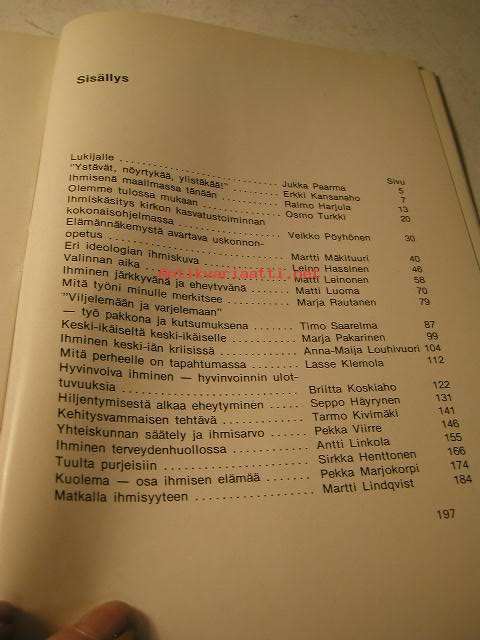 Sisällys
Sivu
Lukijalle ..... Jukka Paarma 5
"Ystävät, nöyrtykää, ylistäkää!" ..... Erkki Kansanaho 7
Ihmisenä maailmassa tänään ..... Raimo Harjula 13
Olemme tulossa mukaan ..... Osmo Turkki 20
Ihmiskäsitys kirkon kasvatustoiminnan
kokonaisohjelmassa ..... Veikko Pöyhönen 30
Elämännäkemystä avartava uskonnon-
opetus ..... Martti Mäkituuri 40
Eri ideologian ihmiskuva ..... Leino Hassinen 46
Valinnan aika ..... Matti Leinonen 58
Ihminen järkkyvänä ja eheytyvänä ..... Matti Luoma 70
Mitä työni minulle merkitsee ..... Marja Rautanen 79
"Viljelemään ja varjelemaan"
— työ pakkona ja kutsumuksena ..... Timo Saarelma 87
Keski-ikäiseltä keski-ikäiselle ..... Marja Pakarinen 99
Ihminen keski-iän kriisissä ..... Anna-Maija Louhivuori 104
Mitä perheelle on tapahtumassa ..... Lasse Klemola 112
Hyvinvoiva ihminen — hyvinvoinnin ulot-
tuvuuksia ..... Briitta Koskiaho 122
Hiljentymisestä alkaa eheytyminen ..... Seppo Häyrynen 131
Kehitysvammaisen tehtävä ..... Tarmo Kivimäki 141
Yhteiskunnan säätely ja ihmisarvo ..... Pekka Viirre 146
Ihminen terveydenhuollossa ..... Antti Linkola 155
Tuulta purjeisiin ..... Sirkka Henttonen 166
Kuolema — osa ihmisen elämää ..... Pekka Marjokorpi 174
Matkalla ihmisyyteen ..... Martti Lindqvist 184
197
antikvariaatti.net